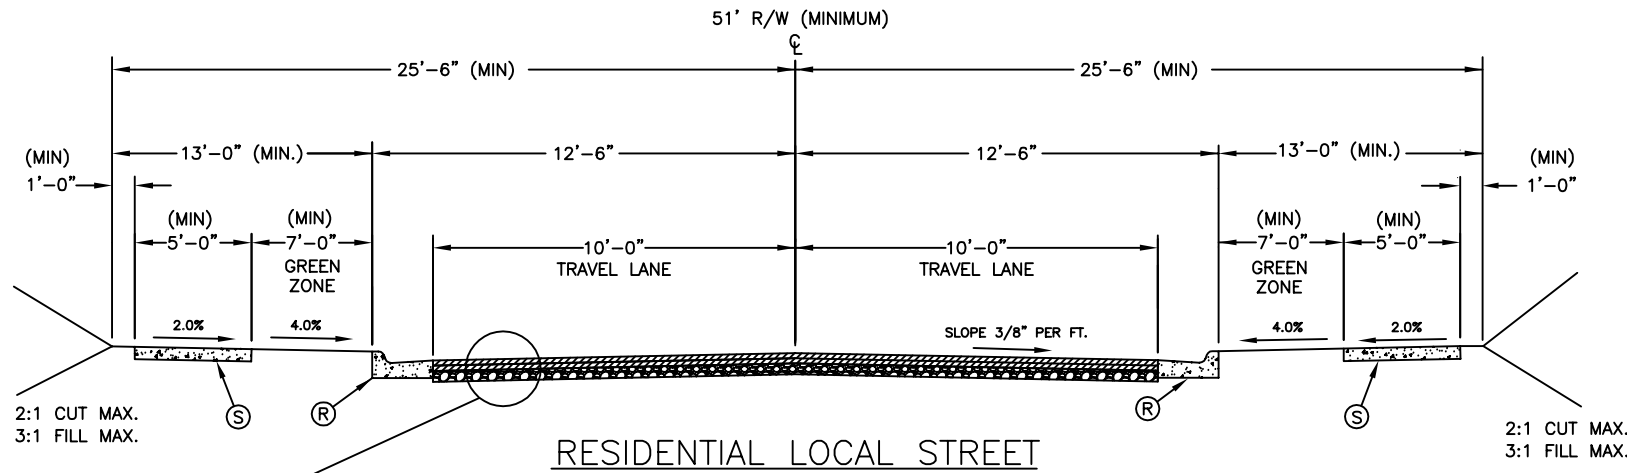 51' R/W (MINIMUM)
℄
25'-6" (MIN)
25'-6" (MIN)
(MIN)
1'-0"
13'-0" (MIN.)
12'-6"
12'-6"
13'-0" (MIN.)
(MIN)
1'-0"
(MIN)
5'-0"
(MIN)
7'-0"
GREEN
ZONE
10'-0"
TRAVEL LANE
10'-0"
TRAVEL LANE
(MIN)
7'-0"
GREEN
ZONE
(MIN)
5'-0"
2.0%
4.0%
SLOPE 3/8" PER FT.
4.0%
2.0%
2:1 CUT MAX.
3:1 FILL MAX.
S
R
R
S
2:1 CUT MAX.
3:1 FILL MAX.
RESIDENTIAL LOCAL STREET